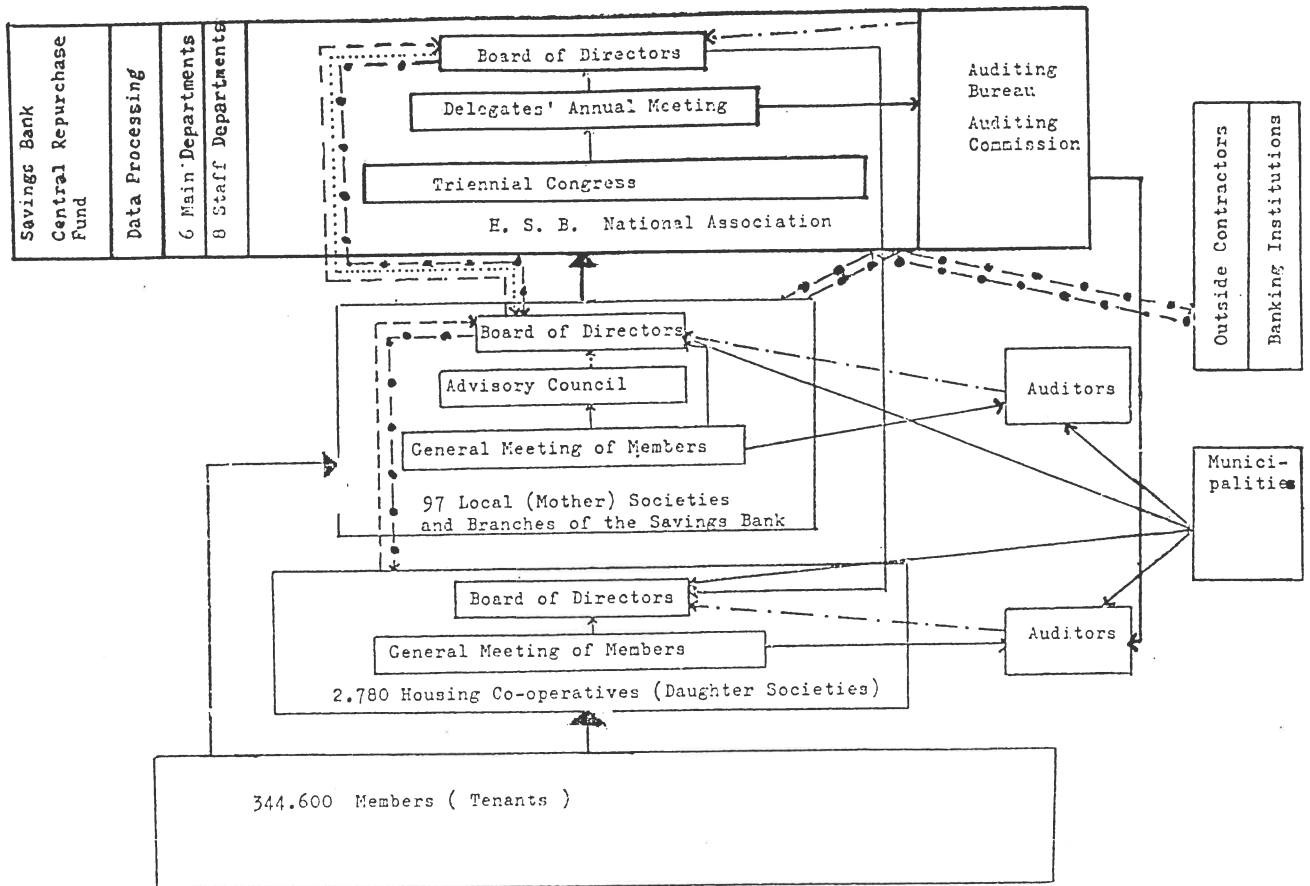 Savings Bank
Central Repurchase
Fund
Data Processing
6 Main Departments
8 Staff Departments
Board of Directors
Delegates' Annual Meeting
Triennial Congress
H. S. B. National Association
Auditing
Bureau
Auditing
Commission
Outside Contractors
Banking Institutions
Board of Directors
Advisory Council
General Meeting of Members
97 Local (Mother) Societies
and Branches of the Savings Bank
Auditors
Munici-
palities
Board of Directors
General Meeting of Members
2.780 Housing Co-operatives (Daughter Societies)
Auditors
344.600 Members ( Tenants )